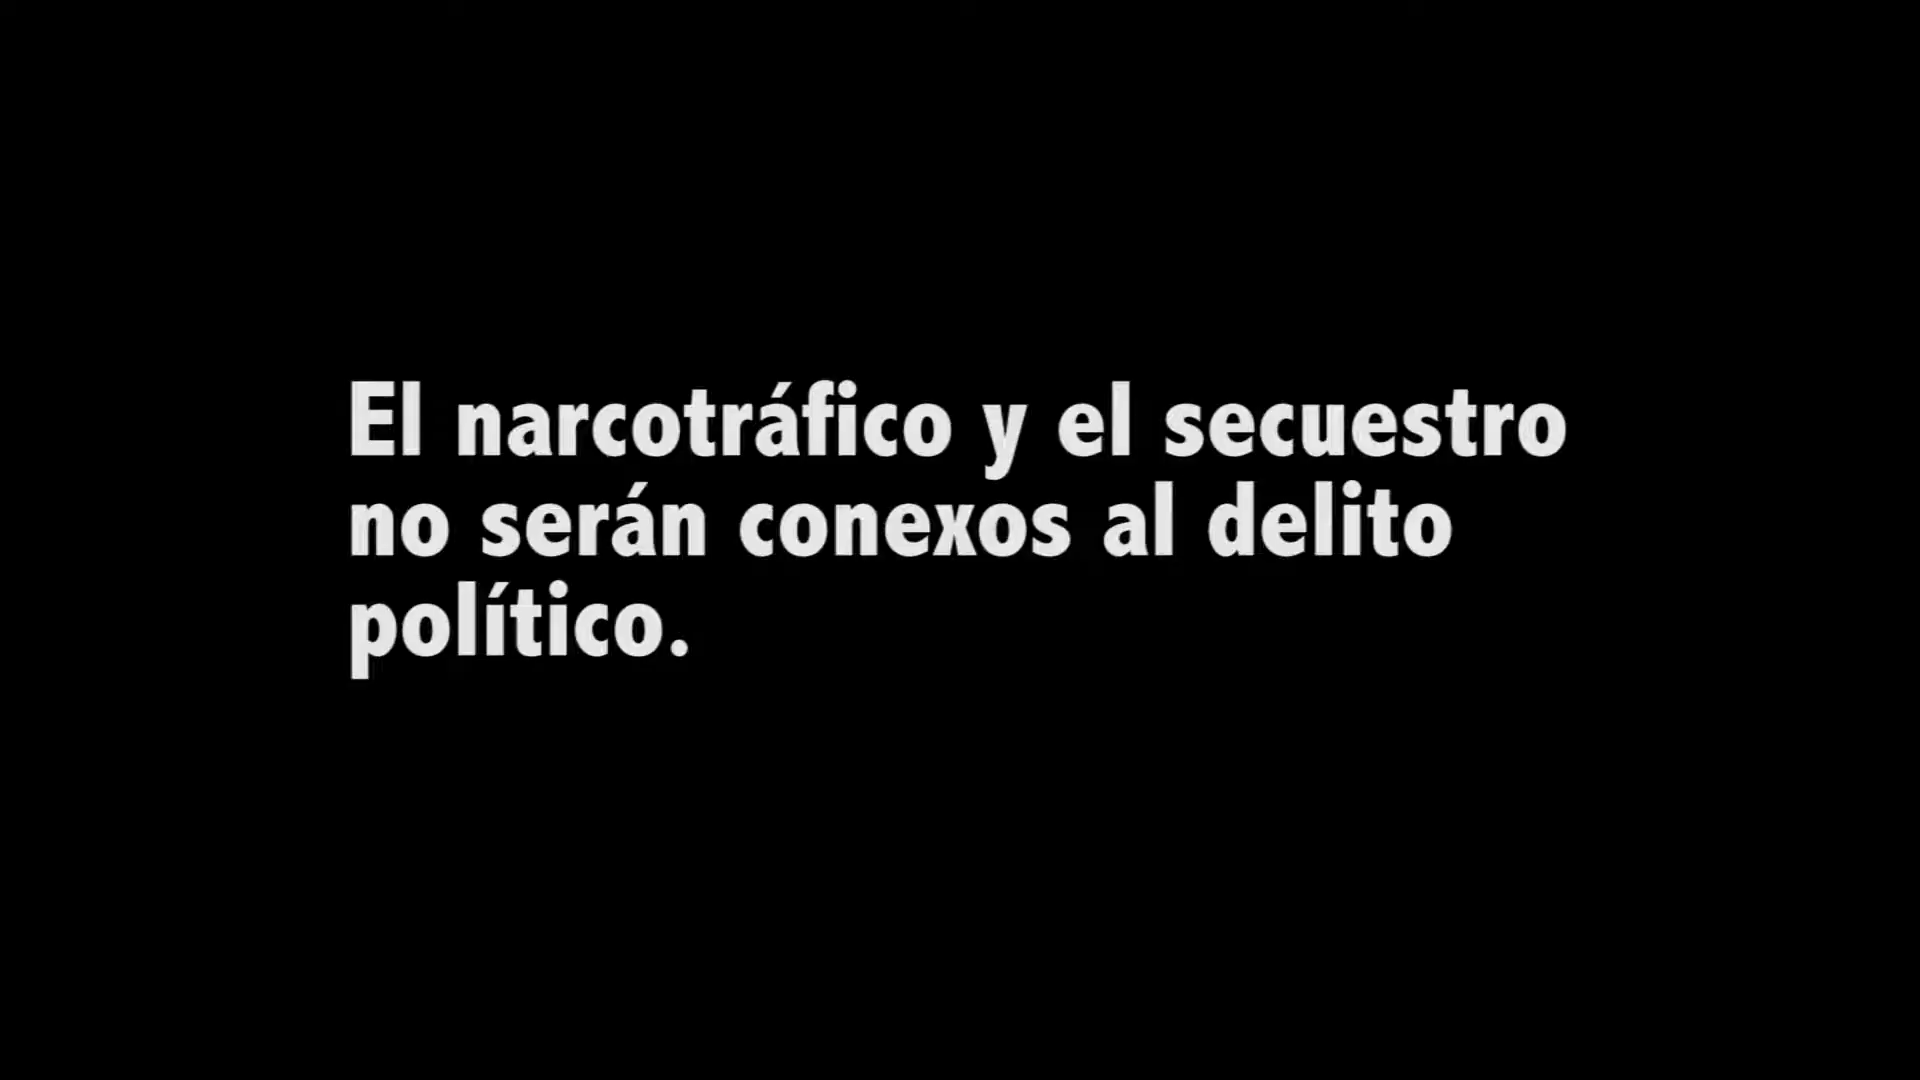 El narcotráfico y el secuestro
no serán conexos al delito
político.